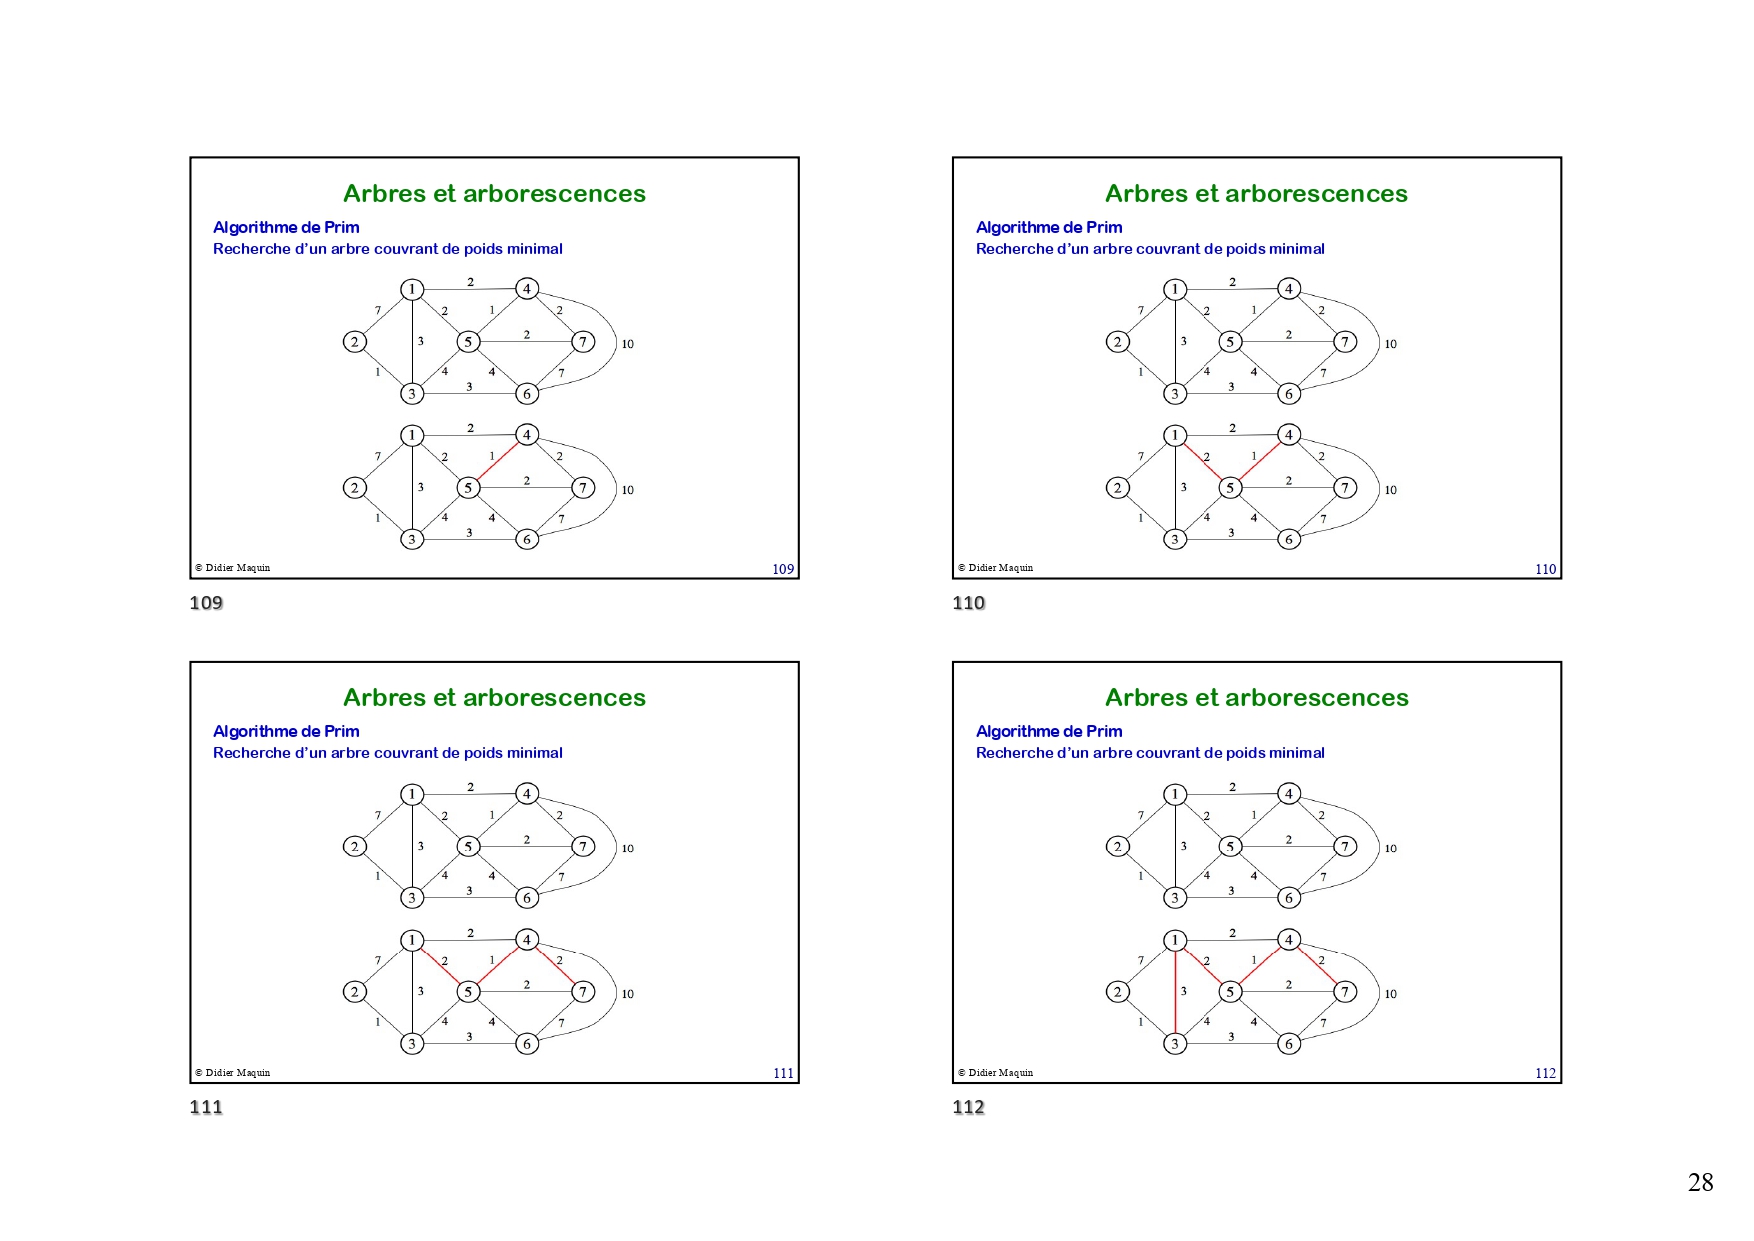 Arbres et arborescences
Algorithme de Prim
Recherche d’un arbre couvrant de poids minimal
2
1 4
7 2 1 2
2 3 5 2 7 10
1 4 4 7
3
3 6
2
1 4
7 2 1 2
2 3 5 2 7 10
1 4 4 7
3
3 6
© Didier Maquin 109
109
Arbres et arborescences
Algorithme de Prim
Recherche d’un arbre couvrant de poids minimal
2
1 4
7 2 1 2
2 3 5 2 7 10
1 4 4 7
3
3 6
2
1 4
7 2 1 2
2 3 5 2 7 10
1 4 4 7
3
3 6
© Didier Maquin 110
110
Arbres et arborescences
Algorithme de Prim
Recherche d’un arbre couvrant de poids minimal
2
1 4
7 2 1 2
2 3 5 2 7 10
1 4 4 7
3
3 6
2
1 4
7 2 1 2
2 3 5 2 7 10
1 4 4 7
3
3 6
© Didier Maquin 111
111
Arbres et arborescences
Algorithme de Prim
Recherche d’un arbre couvrant de poids minimal
2
1 4
7 2 1 2
2 3 5 2 7 10
1 4 4 7
3
3 6
2
1 4
7 2 1 2
2 3 5 2 7 10
1 4 4 7
3
3 6
© Didier Maquin 112
112
28